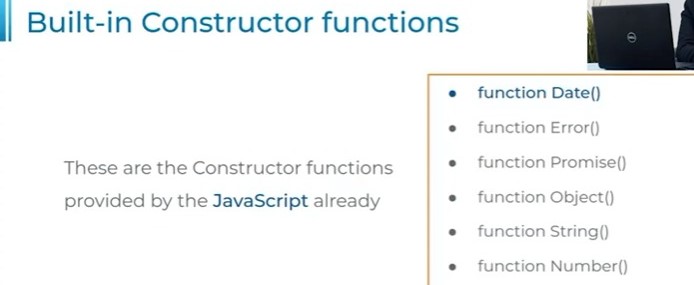 Built-in Constructor functions
These are the Constructor functions
provided by the JavaScript already
function Date()
function Error()
function Promise()
function Object()
function String()
function Number()
DELL